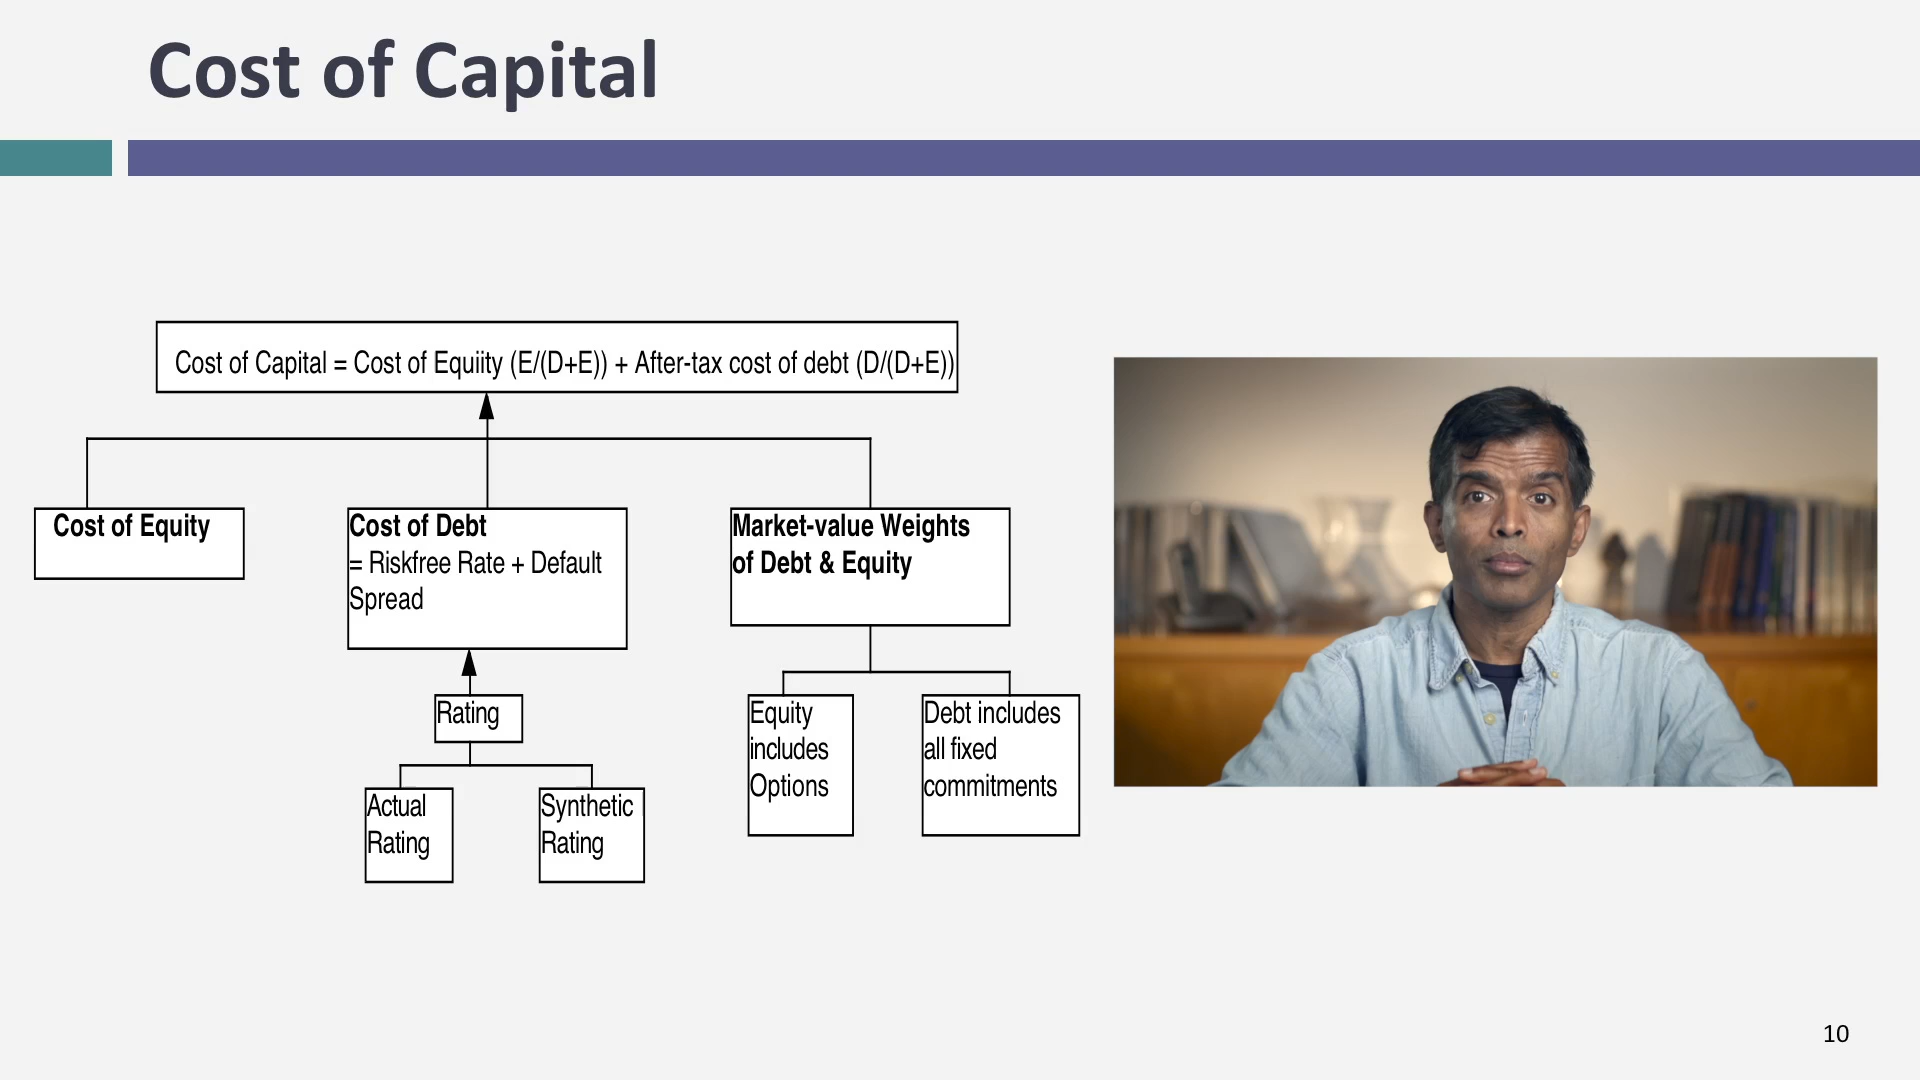 Cost of Capital
Cost of Capital = Cost of Equiity (E/(D+E)) + After-tax cost of debt (D/(D+E))
Cost of Equity
Cost of Debt
= Riskfree Rate + Default
Spread
Market-value Weights
of Debt & Equity
Rating
Actual
Rating
Synthetic
Rating
Equity
includes
Options
Debt includes
all fixed
commitments
10